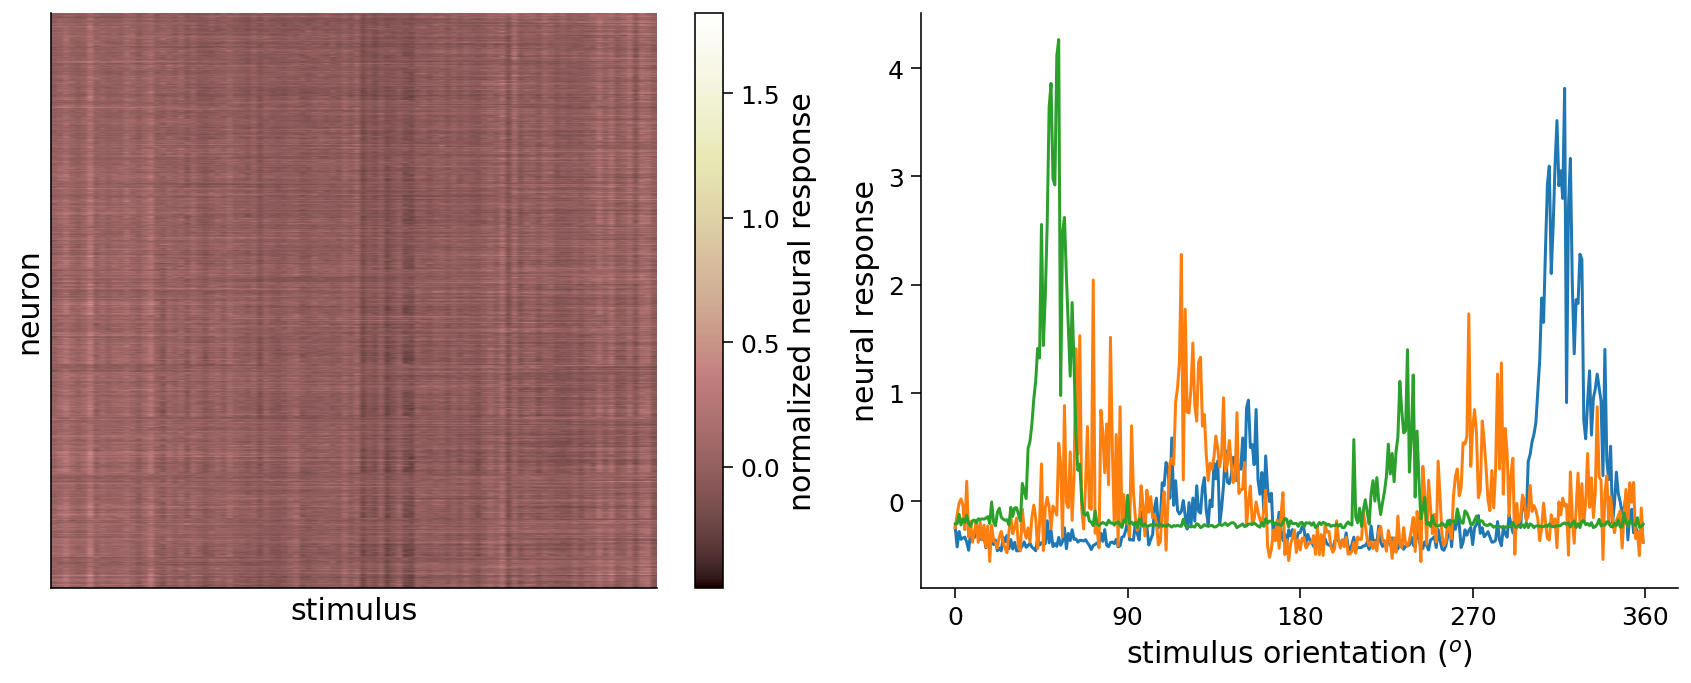 neuron
stimulus
1.5
1.0
0.5
0.0
normalized neural response
neural response
4
3
2
1
0
0 90 180 270 360
stimulus orientation (°)